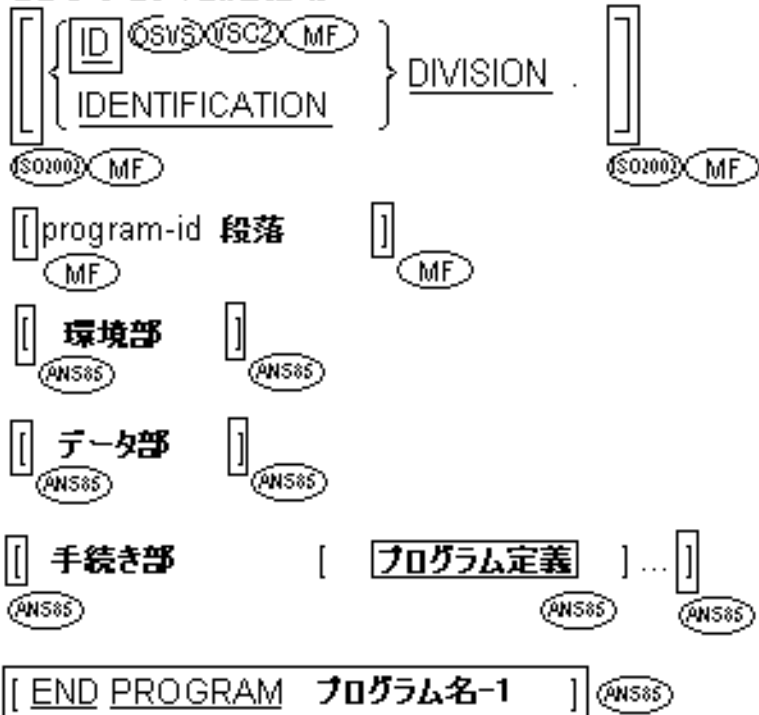 [ { ID OSVS VSC2 MF
IDENTIFICATION } DIVISION . ]
ISO2002 MF ISO2002 MF
[ program-id 段落 ]
MF MF
[ 環境部 ]
ANS85 ANS85
[ データ部 ]
ANS85 ANS85
[ 手続き部 [ プログラム定義 ] ... ]
ANS85 ANS85 ANS85
[ END PROGRAM プログラム名-1 ] ANS85